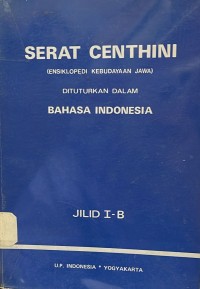 SERAT CENTHINI
(ENSIKLOPEDI KEBUDAYAAN JAWA)
DITUTURKAN DALAM
BAHASA INDONESIA
JILID I-B
U.P. INDONESIA * YOGYAKARTA